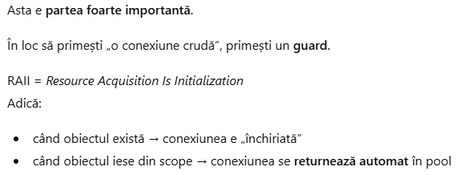 Asta e partea foarte importantă.
În loc să primești „o conexiune crudă”, primești un guard.
RAII = Resource Acquisition Is Initialization
Adică:
• când obiectul există → conexiunea e „închiriată”
• când obiectul iese din scope → conexiunea se returnează automat în pool